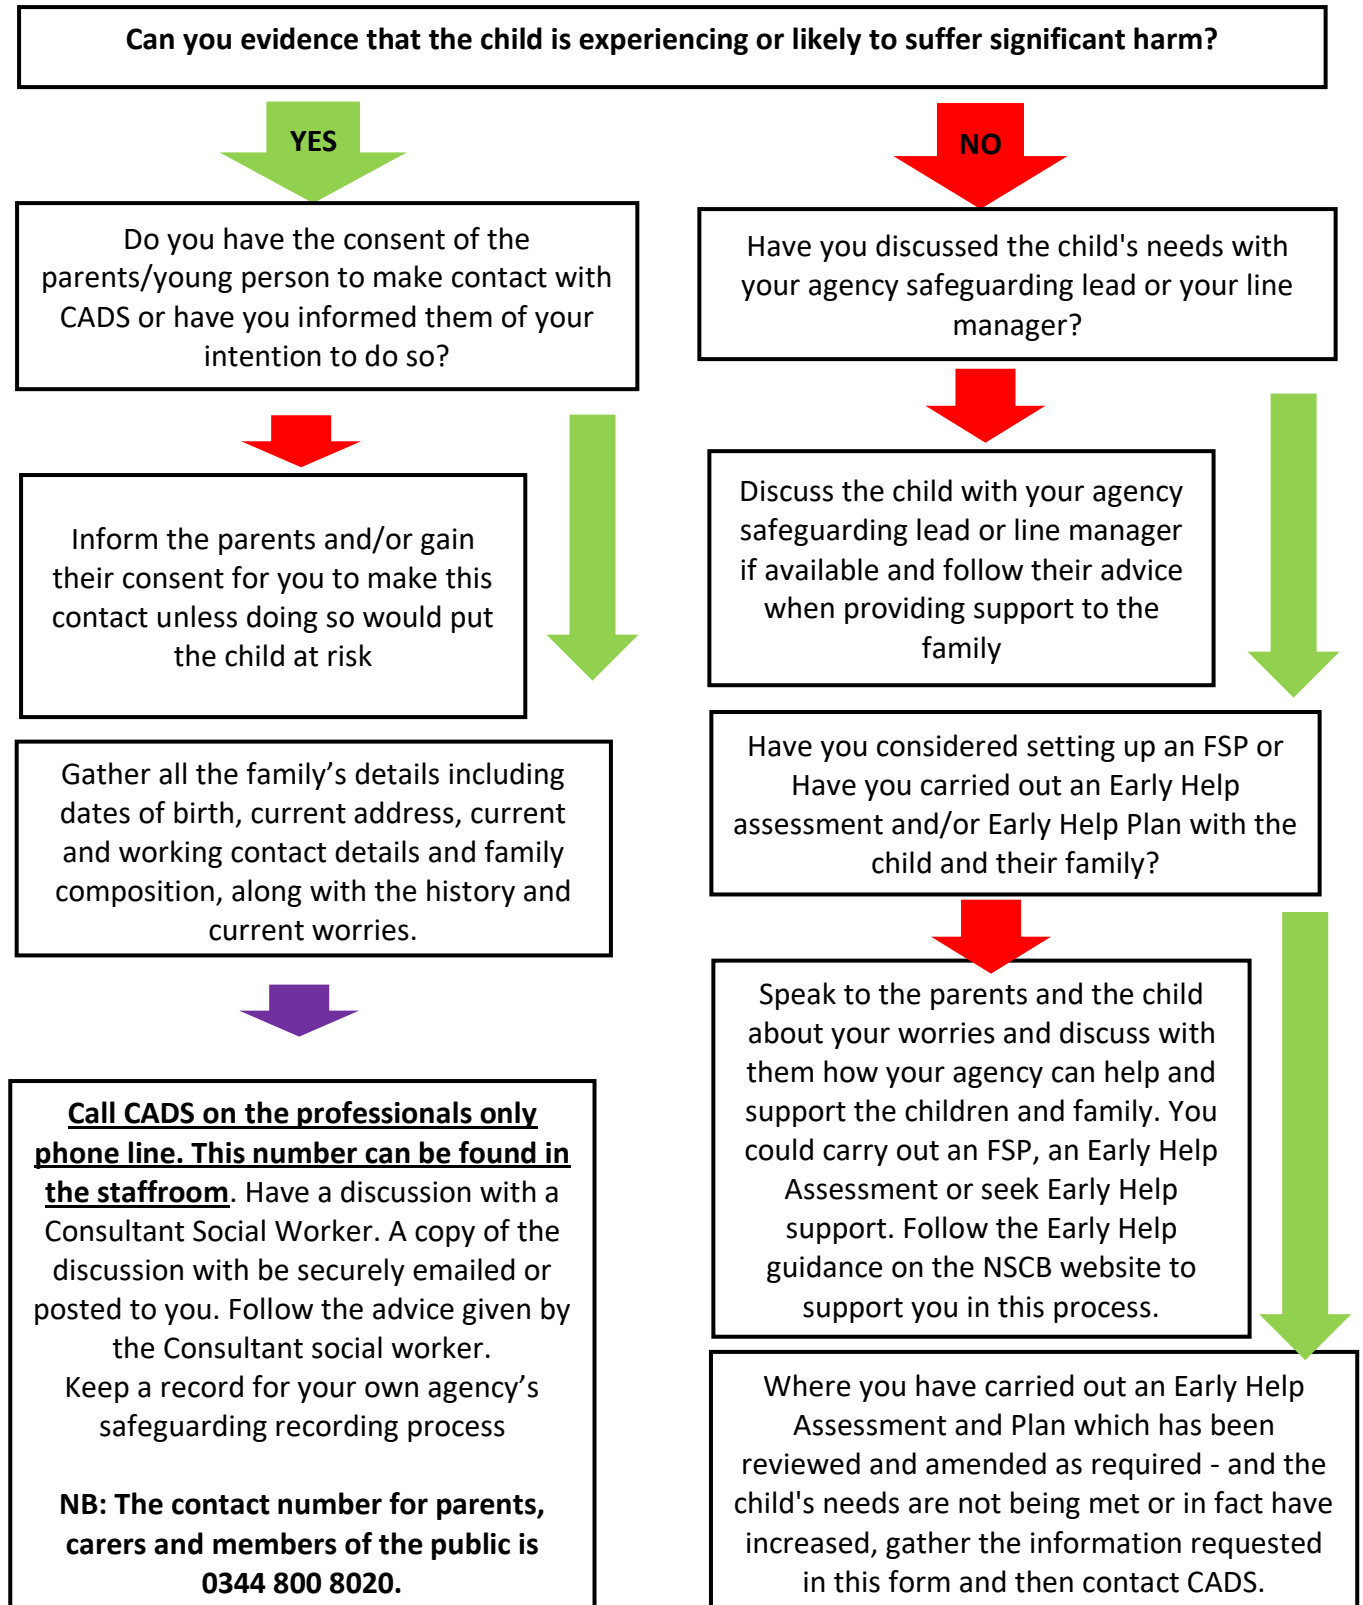 Can you evidence that the child is experiencing or likely to suffer significant harm?
YES
NO
Do you have the consent of the
parents/young person to make contact with
CADS or have you informed them of your
intention to do so?
Have you discussed the child's needs with
your agency safeguarding lead or your line
manager?
Inform the parents and/or gain
their consent for you to make this
contact unless doing so would put
the child at risk
Discuss the child with your agency
safeguarding lead or line manager
if available and follow their advice
when providing support to the
family
Gather all the family’s details including
dates of birth, current address, current
and working contact details and family
composition, along with the history and
current worries.
Have you considered setting up an FSP or
Have you carried out an Early Help
assessment and/or Early Help Plan with the
child and their family?
Call CADS on the professionals only
phone line. This number can be found in
the staffroom. Have a discussion with a
Consultant Social Worker. A copy of the
discussion with be securely emailed or
posted to you. Follow the advice given by
the Consultant social worker.
Keep a record for your own agency’s
safeguarding recording process
NB: The contact number for parents,
carers and members of the public is
0344 800 8020.
Speak to the parents and the child
about your worries and discuss with
them how your agency can help and
support the children and family. You
could carry out an FSP, an Early Help
Assessment or seek Early Help
support. Follow the Early Help
guidance on the NSCB website to
support you in this process.
Where you have carried out an Early Help
Assessment and Plan which has been
reviewed and amended as required - and the
child's needs are not being met or in fact have
increased, gather the information requested
in this form and then contact CADS.